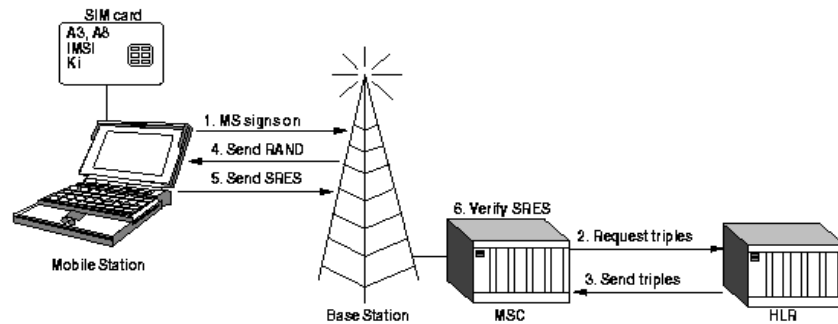 SIM card
A3, A8
IMSI
Ki
1. MS signs on
4. Send RAND
5. Send SRES
6. Verify SRES
2. Request triples
3. Send triples
Mobile Station
Base Station
MSC
HLR